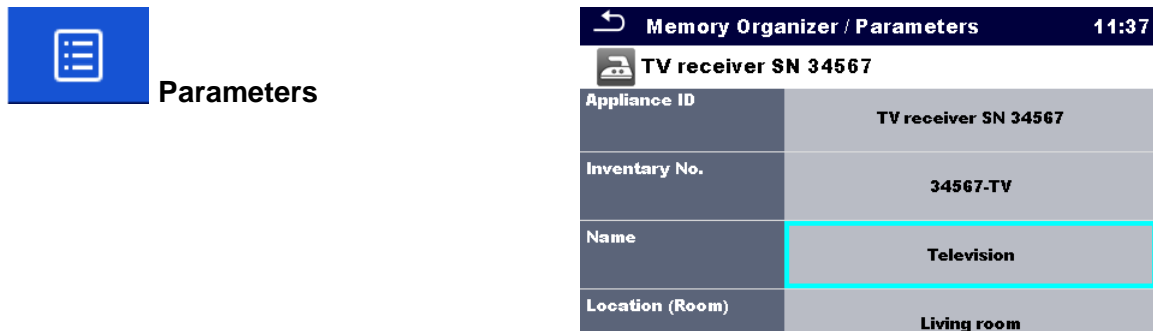 Parameters
Memory Organizer / Parameters 11:37
TV receiver SN 34567
Appliance ID
TV receiver SN 34567
Inventary No.
34567-TV
Name
Television
Location (Room)
Living room